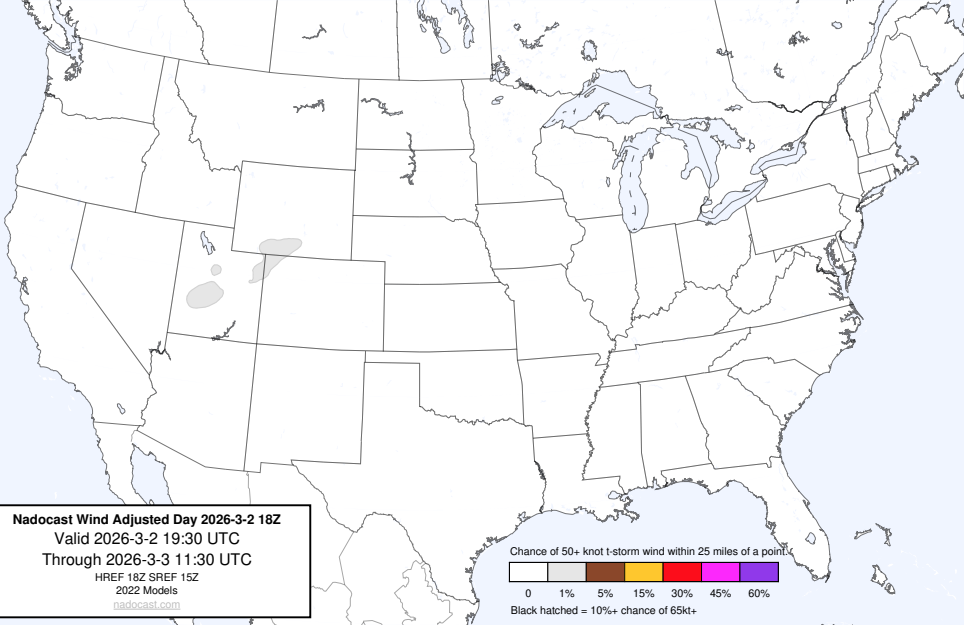 Nadocast Wind Adjusted Day 2026-3-2 18Z
Valid 2026-3-2 19:30 UTC
Through 2026-3-3 11:30 UTC
HREF 18Z SREF 15Z
2022 Models
nadocast.com
Chance of 50+ knot t-storm wind within 25 miles of a point.
0 1% 5% 15% 30% 45% 60%
Black hatched = 10%+ chance of 65kt+